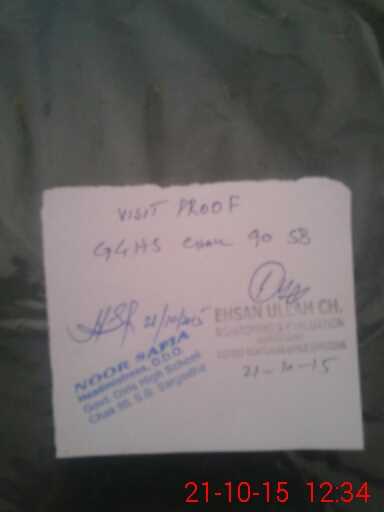 VISIT PROOF
GGHS Chak 90 SB
21/10/2015
NOOR SAFIA
Headmistress, D.D.O.
Govt. Girls High School
Chak 90, S.B. Sargodha
EHSAN ULLAH CH.
MONITORING & EVALUATION
ASSISTANT
21-10-15
21-10-15 12:34